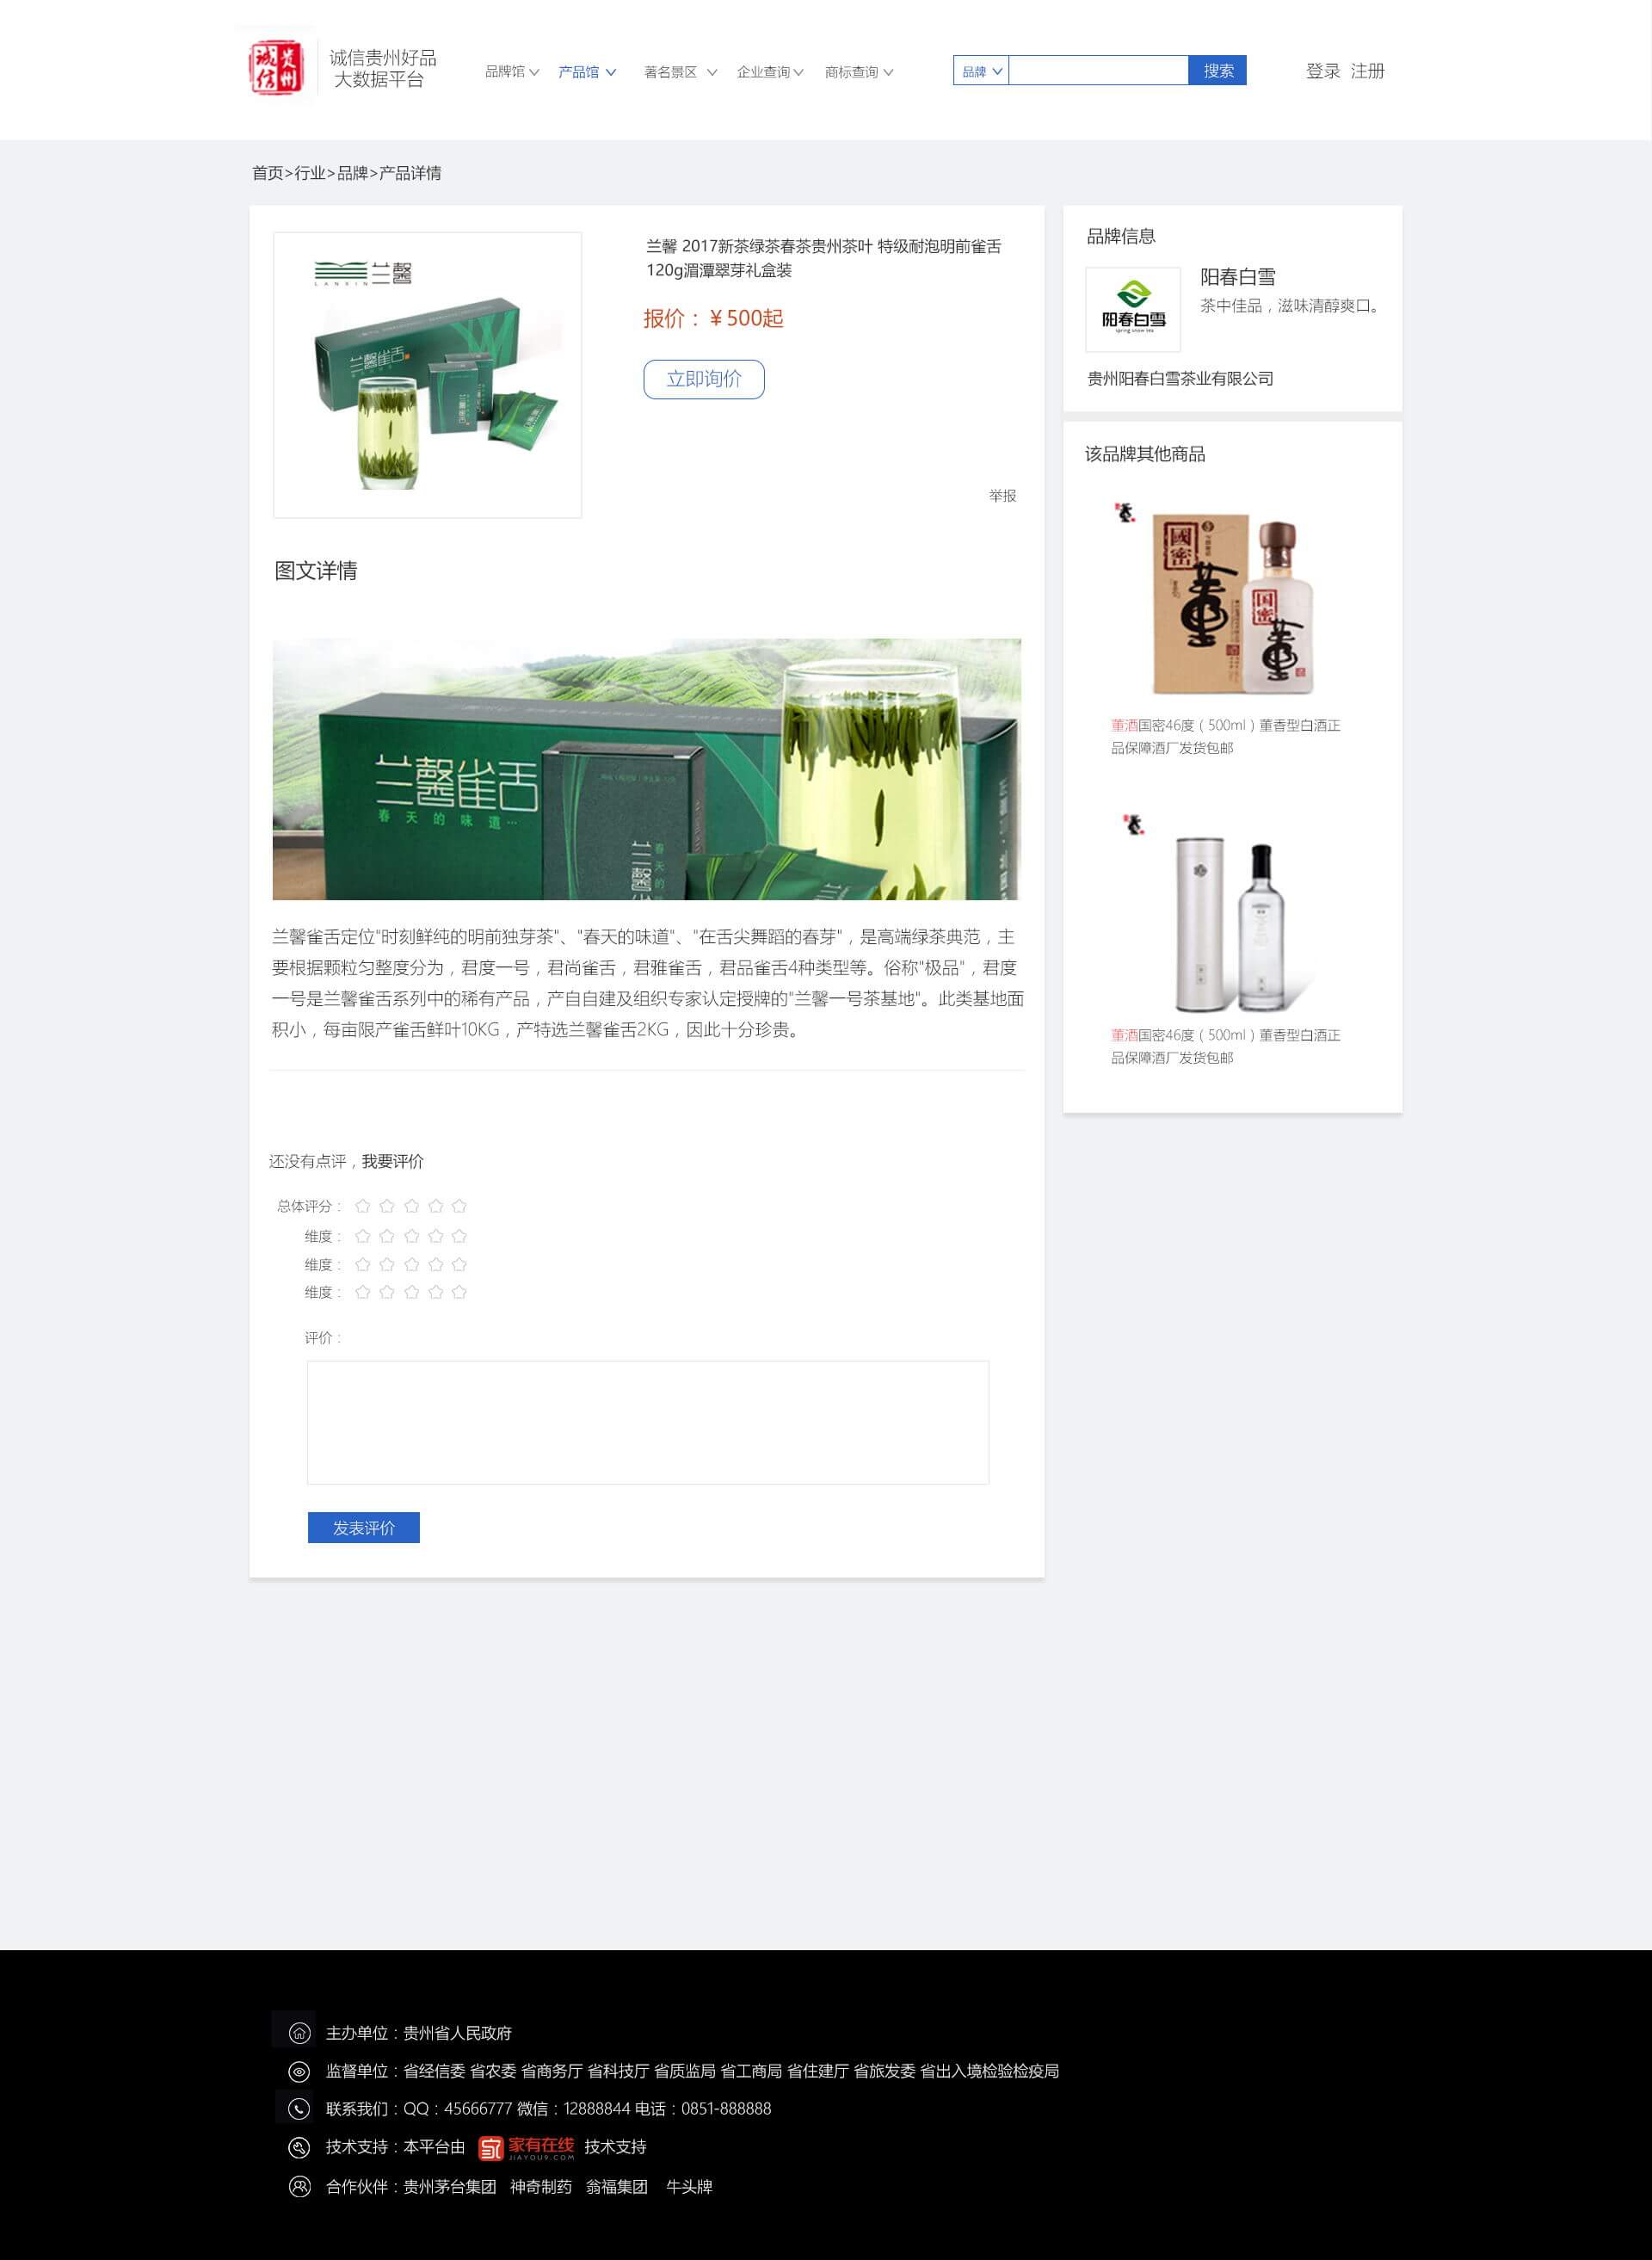 贵州
诚信
诚信贵州好品
大数据平台
品牌馆 产品馆 著名景区 企业查询 商标查询
品牌 搜索
登录 注册
首页>行业>品牌>产品详情
兰馨
LANXIN
兰馨雀舌
兰馨 2017新茶绿茶春茶贵州茶叶 特级耐泡明前雀舌
120g湄潭翠芽礼盒装
报价：￥500起
立即询价
举报
品牌信息
阳春白雪
spring snow tea
阳春白雪
茶中佳品，滋味清醇爽口。
贵州阳春白雪茶业有限公司
该品牌其他商品
國密
董
国密
董
董酒国密46度（500ml）董香型白酒正
品保障酒厂发货包邮
董酒国密46度（500ml）董香型白酒正
品保障酒厂发货包邮
图文详情
兰馨雀舌
春天的味道…
兰馨雀舌定位"时刻鲜纯的明前独芽茶"、"春天的味道"、"在舌尖舞蹈的春芽"，是高端绿茶典范，主
要根据颗粒匀整度分为，君度一号，君尚雀舌，君雅雀舌，君品雀舌4种类型等。俗称"极品"，君度
一号是兰馨雀舌系列中的稀有产品，产自自建及组织专家认定授牌的"兰馨一号茶基地"。此类基地面
积小，每亩限产雀舌鲜叶10KG，产特选兰馨雀舌2KG，因此十分珍贵。
还没有点评，我要评价
总体评分：
维度：
维度：
维度：
评价：
发表评价
主办单位：贵州省人民政府
监督单位：省经信委 省农委 省商务厅 省科技厅 省质监局 省工商局 省住建厅 省旅发委 省出入境检验检疫局
联系我们：QQ：45666777 微信：12888844 电话：0851-888888
技术支持：本平台由 家有在线 JIAYOU9.COM 技术支持
合作伙伴：贵州茅台集团 神奇制药 翁福集团 牛头牌